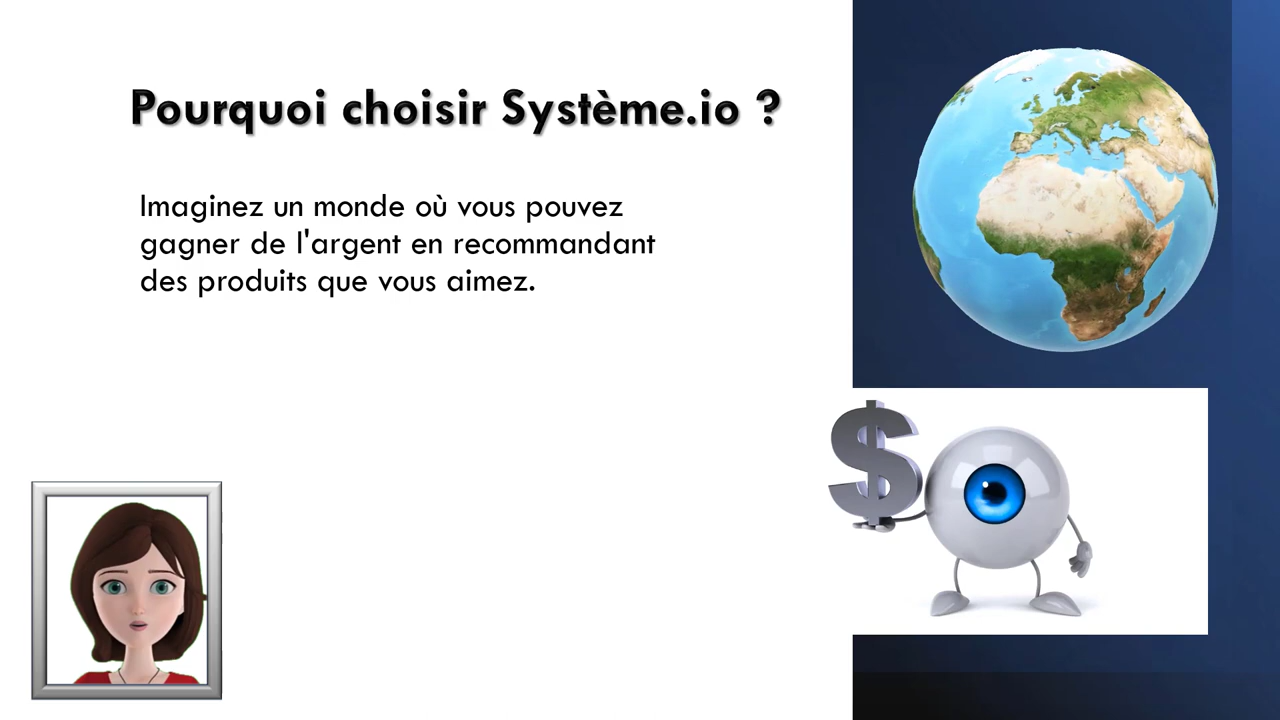 Pourquoi choisir Système.io ?
Imaginez un monde où vous pouvez
gagner de l'argent en recommandant
des produits que vous aimez.
$